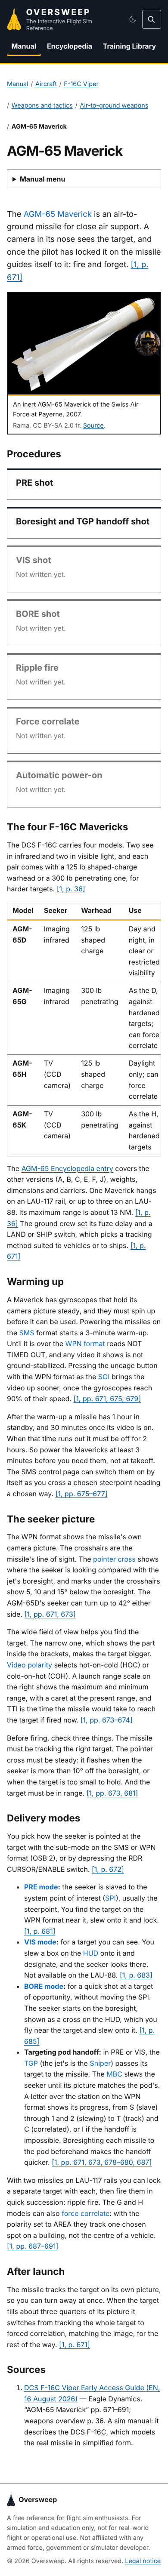 OVERSWEEP
The Interactive Flight Sim
Reference
Manual Encyclopedia Training Library
Manual / Aircraft / F-16C Viper
/ Weapons and tactics / Air-to-ground weapons
/ AGM-65 Maverick
AGM-65 Maverick
Manual menu
The AGM-65 Maverick is an air-to-
ground missile for close air support. A
camera in its nose sees the target, and
once the pilot has locked it on the missile
guides itself to it: fire and forget. [1, p.
671]
An inert AGM-65 Maverick of the Swiss Air
Force at Payerne, 2007.
Rama, CC BY-SA 2.0 fr. Source.
Procedures
PRE shot
Boresight and TGP handoff shot
VIS shot
Not written yet.
BORE shot
Not written yet.
Ripple fire
Not written yet.
Force correlate
Not written yet.
Automatic power-on
Not written yet.
The four F-16C Mavericks
The DCS F-16C carries four models. Two see
in infrared and two in visible light, and each
pair comes with a 125 lb shaped-charge
warhead or a 300 lb penetrating one, for
harder targets. [1, p. 36]
Model Seeker Warhead Use
AGM-65D Imaging infrared 125 lb shaped charge Day and night, in clear or restricted visibility
AGM-65G Imaging infrared 300 lb penetrating As the D, against hardened targets; can force correlate
AGM-65H TV (CCD camera) 125 lb shaped charge Daylight only; can force correlate
AGM-65K TV (CCD camera) 300 lb penetrating As the H, against hardened targets
The AGM-65 Encyclopedia entry covers the
other versions (A, B, C, E, F, J), weights,
dimensions and carriers. One Maverick hangs
on an LAU-117 rail, or up to three on an LAU-
88. Its maximum range is about 13 NM. [1, p.
36] The ground crew set its fuzing with a
LAND or SHIP switch, which picks a tracking
mode and fuze delay for ships. [1, p.
671]
Warming up
A Maverick has gyroscopes that hold its
camera picture steady, and they must spin up
before it can be used. Powering the missiles on
from the SMS format starts a 3-minute warm-up.
Until it is over the WPN format reads NOT
TIMED OUT, and any video it shows is not
trustworthy. Pressing and releasing the button
with the WPN format as the SOI brings the
video up sooner, when the gyros have reached
90% of their speed. [1, pp. 671, 675, 679]
After the warm-up a missile has 1 hour in
standby, and 30 minutes with its video on.
When that time runs out it must be off for 2
hours. So power the Mavericks at least 3
minutes before you need them, not at takeoff.
The SMS control page can switch them on by
itself as you cross a chosen steerpoint heading
a chosen way. [1, pp. 675–677]
The seeker picture
The WPN format shows the missile's own
camera picture. The crosshairs are the
missile's line of sight. The pointer cross shows
where the seeker is looking compared with the
jet's boresight, and marks under the crosshairs
show 5, 10 and 15° below the boresight. The
AGM-65D's seeker can turn up to 42° either
side. [1, pp. 671, 673]
The wide field of view helps you find the
target. The narrow one, which shows the part
inside the four brackets, makes the target bigger.
Video polarity selects hot-on-cold (HOC) or
cold-on-hot (COH). A launch range scale on
the right marks the missile's minimum and
maximum range, and
TTI is the time the missile would take to reach
the target if fired now. [1, pp. 673–674]
Before firing, check three things. The missile
must be tracking the right target. The pointer
cross must be steady: it flashes when the
seeker is more than 10° off the boresight, or
when the target is too small to stay locked. And
the target must be in range. [1, pp. 673, 681]
Delivery modes
You pick how the seeker is pointed at the
target with the sub-mode on the SMS or WPN
format (OSB 2), or by depressing the RDR
CURSOR/ENABLE switch. [1, p. 672]
PRE mode: the seeker is slaved to the
system point of interest (SPI), usually the
steerpoint. You find the target on the
WPN format near it, slew onto it and lock.
[1, p. 681]
VIS mode: for a target you can see. You
slew a box on the HUD over it and
designate, then refine on the WPN format.
Not available on the LAU-88. [1, p. 683]
BORE mode: for a quick shot at a target
of opportunity, without moving the SPI.
The seeker looks where the cross in the
HUD is, and you
fly it near the target and slew onto it. [1, p.
685]
Targeting pod handoff: in PRE or VIS, the
TGP (the jet's is the Sniper) passes its
target to the missile. The MBC slews the
seeker until its picture matches the pod's.
A letter on the WPN format shows
its progress, from S (slave)
through 1 and 2 (slewing) to T (track) and
C (correlated), or I if the handoff is
impossible. Boresighting each missile to
the pod beforehand makes the handoff
quicker. [1, pp. 671, 673, 678–680, 687]
With two missiles on LAU-117 rails you can lock
a separate target with each, then fire them in
quick succession: ripple fire. The G and H
models can also force correlate: with no
object to track, the missile aims for a chosen
spot on a building, not the centre of a vehicle.
[1, pp. 687–691]
After launch
The missile tracks the target on its own picture,
so you can turn away at once. When the target
fills about three quarters of its picture it
switches from tracking the whole target to
forced correlation, matching the image, for the
rest of the way. [1, p. 671]
Sources
1. DCS F-16C Viper Early Access Guide (EN,
16 August 2026) — Eagle Dynamics.
"AGM-65 Maverick" pp. 671–691;
weapons overview p. 36. A sim manual: it
describes the DCS F-16C, which models
the real missile in simplified form.
Oversweep
A free reference for flight sim enthusiasts. For
simulation and education only, not for real-world
flight or operational use. Not affiliated with any
armed force, government or simulator developer.
© 2026 Oversweep. All rights reserved. Legal notice